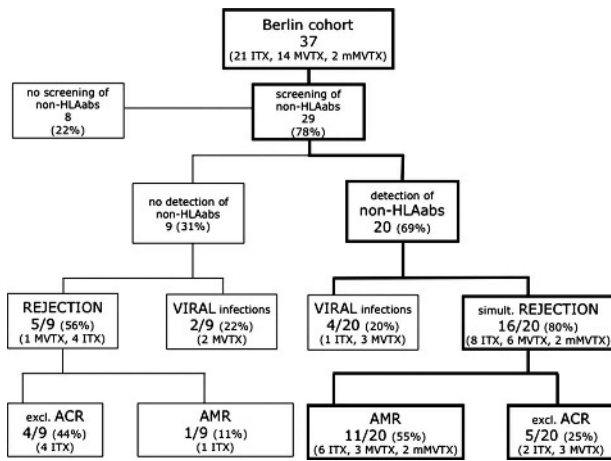 Berlin cohort
37
(21 ITX, 14 MVTX, 2 mMVTX)
no screening of
non-HLAabs
8
(22%)
screening of
non-HLAabs
29
(78%)
no detection of
non-HLAabs
9 (31%)
detection of
non-HLAabs
20 (69%)
REJECTION
5/9 (56%)
(1 MVTX, 4 ITX)
VIRAL infections
2/9 (22%)
(2 MVTX)
VIRAL infections
4/20 (20%)
(1 ITX, 3 MVTX)
simult. REJECTION
16/20 (80%)
(8 ITX, 6 MVTX, 2 mMVTX)
excl. ACR
4/9 (44%)
(4 ITX)
AMR
1/9 (11%)
(1 ITX)
AMR
11/20 (55%)
(6 ITX, 3 MVTX, 2 mMVTX)
excl. ACR
5/20 (25%)
(2 ITX, 3 MVTX)